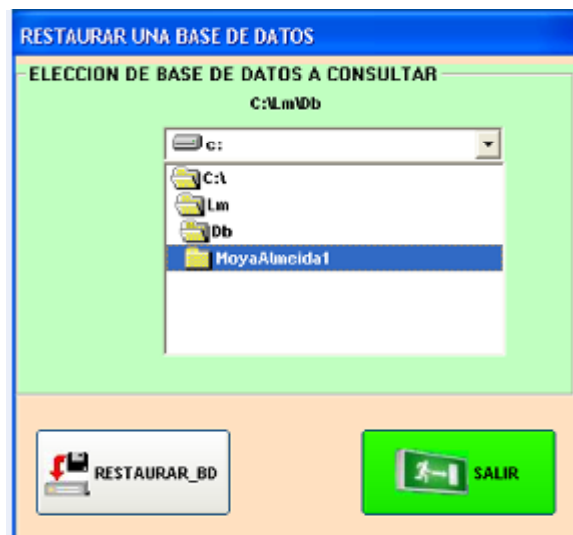 RESTAURAR UNA BASE DE DATOS
ELECCION DE BASE DE DATOS A CONSULTAR
C:\Lm\Db
c:
C:\
Lm
Db
MoyaAlmeida1
RESTAURAR_BD
SALIR